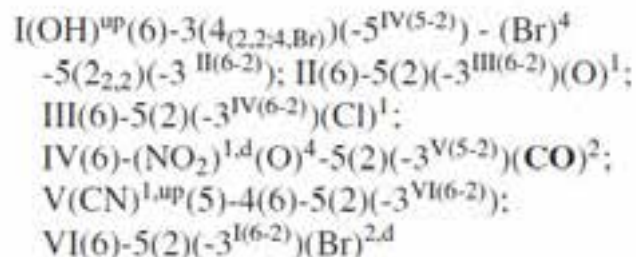 I(OH)^up(6)-3(4_(2,2;4,Br))(-5^IV(5-2)) - (Br)^4
-5(2_2,2)(-3 ^II(6-2)); II(6)-5(2)(-3^III(6-2))(O)^1;
III(6)-5(2)(-3^IV(6-2))(Cl)^1;
IV(6)-(NO_2)^1,d(O)^4-5(2)(-3^V(5-2))(CO)^2;
V(CN)^1,up(5)-4(6)-5(2)(-3^VI(6-2));
VI(6)-5(2)(-3^I(6-2))(Br)^2,d